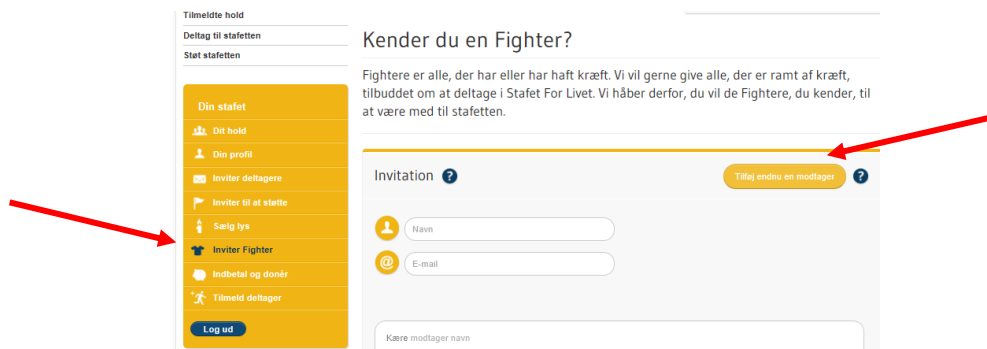 Tilmeldte hold
Deltag til stafetten
Støt stafetten
Din stafet
Dit hold
Din profil
Inviter deltagere
Inviter til at støtte
Sælg lys
Inviter Fighter
Indbetal og donér
Tilmeld deltager
Log ud
Kender du en Fighter?
Fightere er alle, der har eller har haft kræft. Vi vil gerne give alle, der er ramt af kræft,
tilbuddet om at deltage i Stafet For Livet. Vi håber derfor, du vil de Fightere, du kender, til
at være med til stafetten.
Invitation ?
Tilføj endnu en modtager ?
Navn
@ E-mail
Kære modtager navn